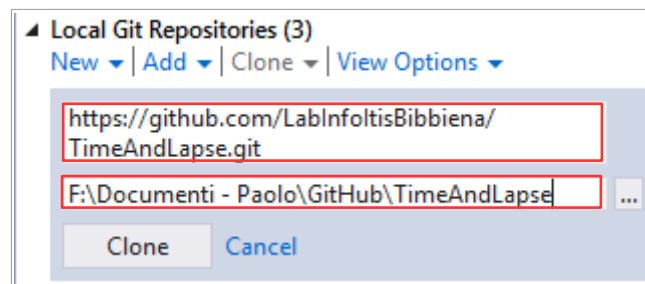 Local Git Repositories (3)
New | Add | Clone | View Options
https://github.com/LabInfoItisBibbiena/
TimeAndLapse.git
F:\Documenti - Paolo\GitHub\TimeAndLapse
...
Clone Cancel